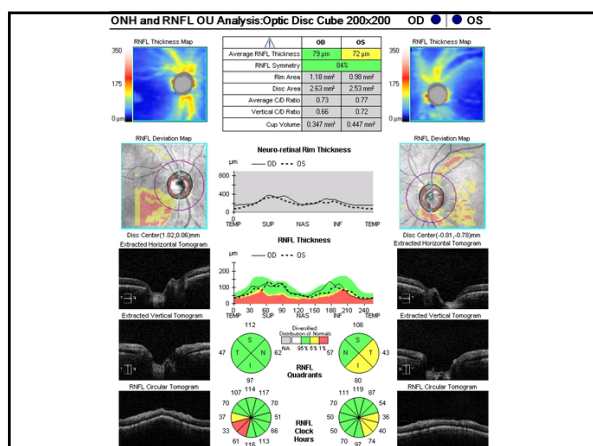 ONH and RNFL OU Analysis:Optic Disc Cube 200x200 OD OS
RNFL Thickness Map
350
175
0 µm
OD OS
Average RNFL Thickness 79 µm 72 µm
RNFL Symmetry 84%
Rim Area 1.18 mm² 0.98 mm²
Disc Area 2.63 mm² 2.53 mm²
Average C/D Ratio 0.73 0.77
Vertical C/D Ratio 0.66 0.72
Cup Volume 0.347 mm³ 0.447 mm³
RNFL Thickness Map
350
175
0 µm
RNFL Deviation Map
Disc Center(1.02,0.06)mm
Neuro-retinal Rim Thickness
µm OD OS
800
400
0
TEMP SUP NAS INF TEMP
RNFL Deviation Map
Disc Center(-0.81,-0.78)mm
Extracted Horizontal Tomogram
RNFL Thickness
µm OD OS
200
100
0
0 30 60 90 120 150 180 210 240
TEMP SUP NAS INF TEMP
Extracted Horizontal Tomogram
Extracted Vertical Tomogram
Diversified:
Distribution of Normals
NA 95% 5% 1%
Extracted Vertical Tomogram
112
47 S T N I 62
97
RNFL
Quadrants
106
57 S N T I 43
80
RNFL Circular Tomogram
RNFL
Clock
Hours
107 114 117
70 70
37 51
33 66
61 113
RNFL Circular Tomogram
111 119 87
70 54
50 36
66 40
70 97 74